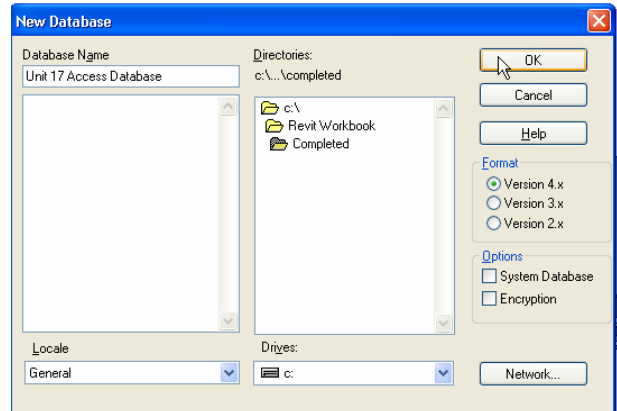 New Database
Database Name
Unit 17 Access Database
Directories:
c:\...\completed
c:\
Revit Workbook
Completed
OK
Cancel
Help
Format
Version 4.x
Version 3.x
Version 2.x
Options
System Database
Encryption
Locale
General
Drives:
c:
Network...